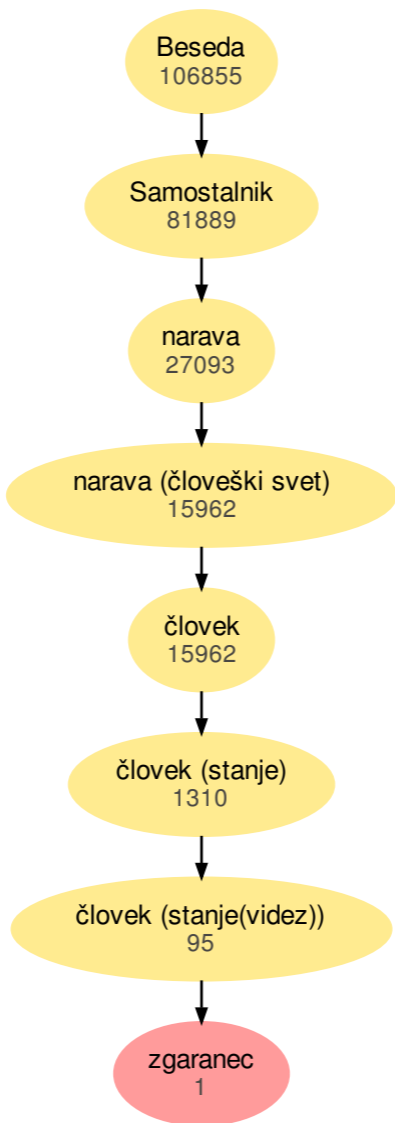 Beseda
106855
Samostalnik
81889
narava
27093
narava (človeški svet)
15962
človek
15962
človek (stanje)
1310
človek (stanje(videz))
95
zgaranec
1